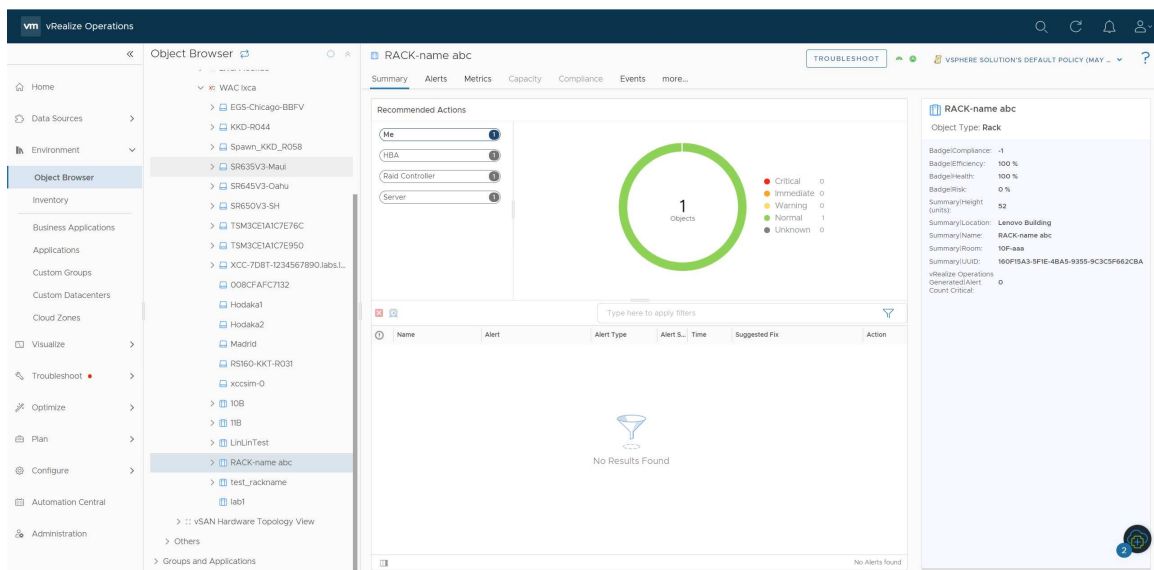 vm vRealize Operations
Home
Data Sources
Environment
Object Browser
Inventory
Business Applications
Applications
Custom Groups
Custom Datacenters
Cloud Zones
Visualize
Troubleshoot
Optimize
Plan
Configure
Automation Central
Administration
Object Browser
WAC lxca
EGS-Chicago-BBFV
KKD-R044
Spawn_KKD_R058
SR635V3-Maui
SR645V3-Oahu
SR650V3-SH
TSM3CE1A1C7E76C
TSM3CE1A1C7E950
XCC-7D8T-1234567890.labs.l...
008CFAFC7132
Hodaka1
Hodaka2
Madrid
RS160-KKT-R031
xccsim-0
10B
11B
LinLinTest
RACK-name abc
test_rackname
lab1
vSAN Hardware Topology View
Others
Groups and Applications
RACK-name abc
TROUBLESHOOT
VSPHERE SOLUTION'S DEFAULT POLICY (MAY ...
?
Summary Alerts Metrics Capacity Compliance Events more...
Recommended Actions
Me 1
HBA 1
Raid Controller 1
Server 1
1
Objects
Critical 0
Immediate 0
Warning 0
Normal 1
Unknown 0
Type here to apply filters
Name Alert Alert Type Alert S... Time Suggested Fix Action
No Results Found
No Alerts found
RACK-name abc
Object Type: Rack
Badge|Compliance: -1
Badge|Efficiency: 100 %
Badge|Health: 100 %
Badge|Risk: 0 %
Summary|Height
(units): 52
Summary|Location: Lenovo Building
Summary|Name: RACK-name abc
Summary|Room: 10F-aaa
Summary|UUID: 160F15A3-5F1E-4BA5-9355-9C3C5F662CBA
vRealize Operations
Generated|Alert 0
Count Critical:
2